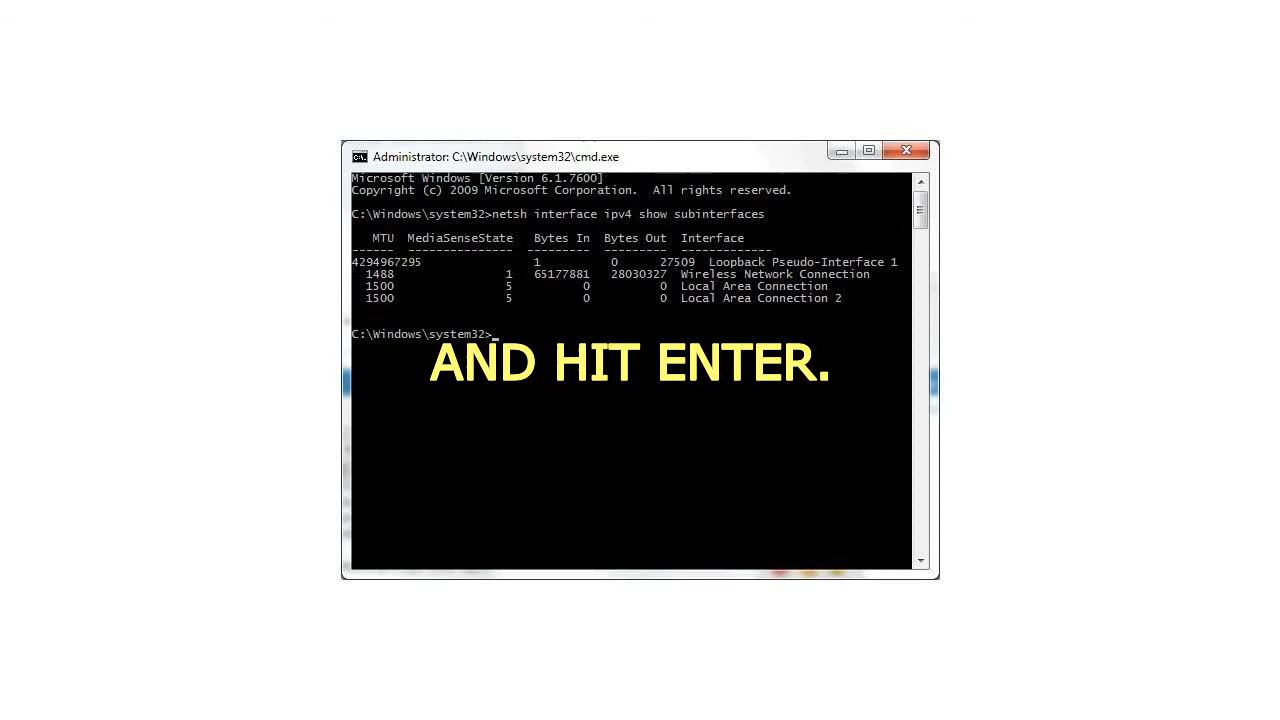 Administrator: C:\Windows\system32\cmd.exe
Microsoft Windows [Version 6.1.7600]
Copyright (c) 2009 Microsoft Corporation.  All rights reserved.
C:\Windows\system32>netsh interface ipv4 show subinterfaces
   MTU  MediaSenseState   Bytes In  Bytes Out  Interface
------  ---------------  ---------  ---------  -------------
4294967295                1          0      27509  Loopback Pseudo-Interface 1
  1488                1   65177881   28030327  Wireless Network Connection
  1500                5          0          0  Local Area Connection
  1500                5          0          0  Local Area Connection 2
C:\Windows\system32>_
AND HIT ENTER.